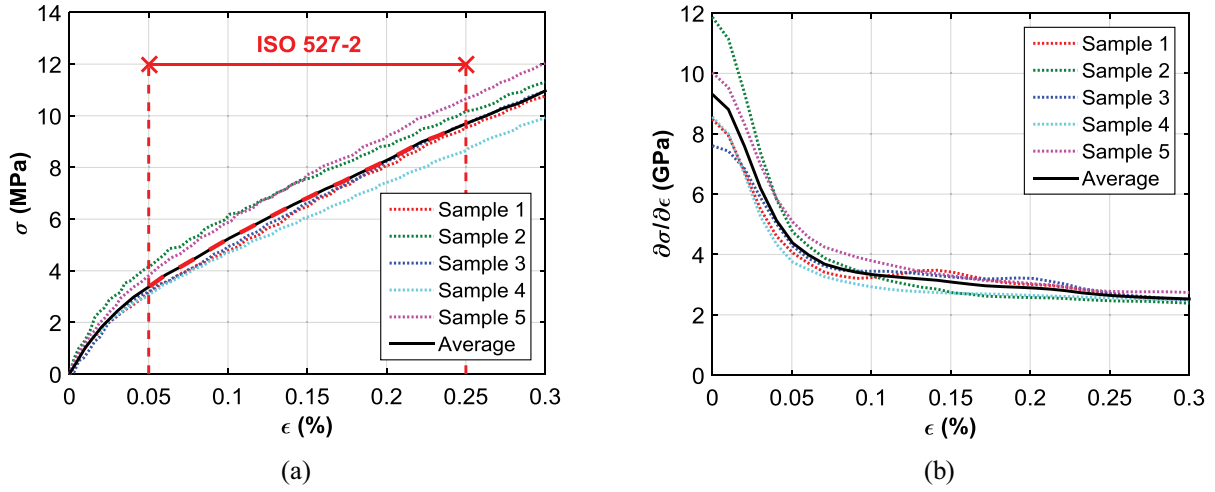 14
12
10
8
6
4
2
0
σ (MPa)
ISO 527-2
Sample 1
Sample 2
Sample 3
Sample 4
Sample 5
Average
0 0.05 0.1 0.15 0.2 0.25 0.3
ϵ (%)
(a)
12
10
8
6
4
2
0
∂σ/∂ϵ (GPa)
Sample 1
Sample 2
Sample 3
Sample 4
Sample 5
Average
0 0.05 0.1 0.15 0.2 0.25 0.3
ϵ (%)
(b)